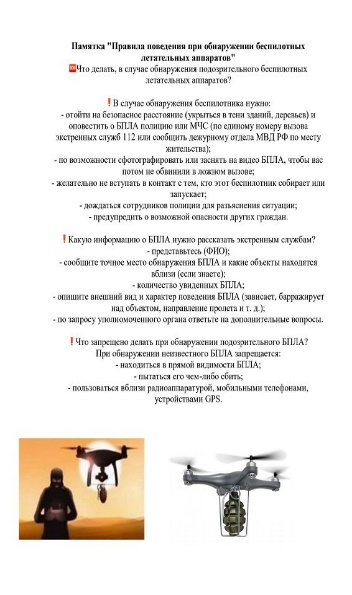 Памятка "Правила поведения при обнаружении беспилотных
летательных аппаратов"
🆘Что делать, в случае обнаружения подозрительного беспилотных
летательных аппаратов?
❗В случае обнаружения беспилотника нужно:
- отойти на безопасное расстояние (укрыться в тени зданий, деревьев) и
оповестить о БПЛА полицию или МЧС (по единому номеру вызова
экстренных служб 112 или сообщить дежурному отдела МВД РФ по месту
жительства);
- по возможности сфотографировать или заснять на видео БПЛА, чтобы вас
потом не обвинили в ложном вызове;
- желательно не вступать в контакт с тем, кто этот беспилотник собирает или
запускает;
- дождаться сотрудников полиции для разъяснения ситуации;
- предупредить о возможной опасности других граждан.
❗Какую информацию о БПЛА нужно рассказать экстренным службам?
- представьтесь (ФИО);
- сообщите точное место обнаружения БПЛА и какие объекты находятся
вблизи (если знаете);
- количество увиденных БПЛА;
- опишите внешний вид и характер поведения БПЛА (зависает, барражирует
над объектом, направление пролета и т. д.);
- по запросу уполномоченного органа ответьте на дополнительные вопросы.
❗Что запрещено делать при обнаружении подозрительного БПЛА?
При обнаружении неизвестного БПЛА запрещается:
- находиться в прямой видимости БПЛА;
- пытаться его чем-либо сбить;
- пользоваться вблизи радиоаппаратурой, мобильными телефонами,
устройствами GPS.